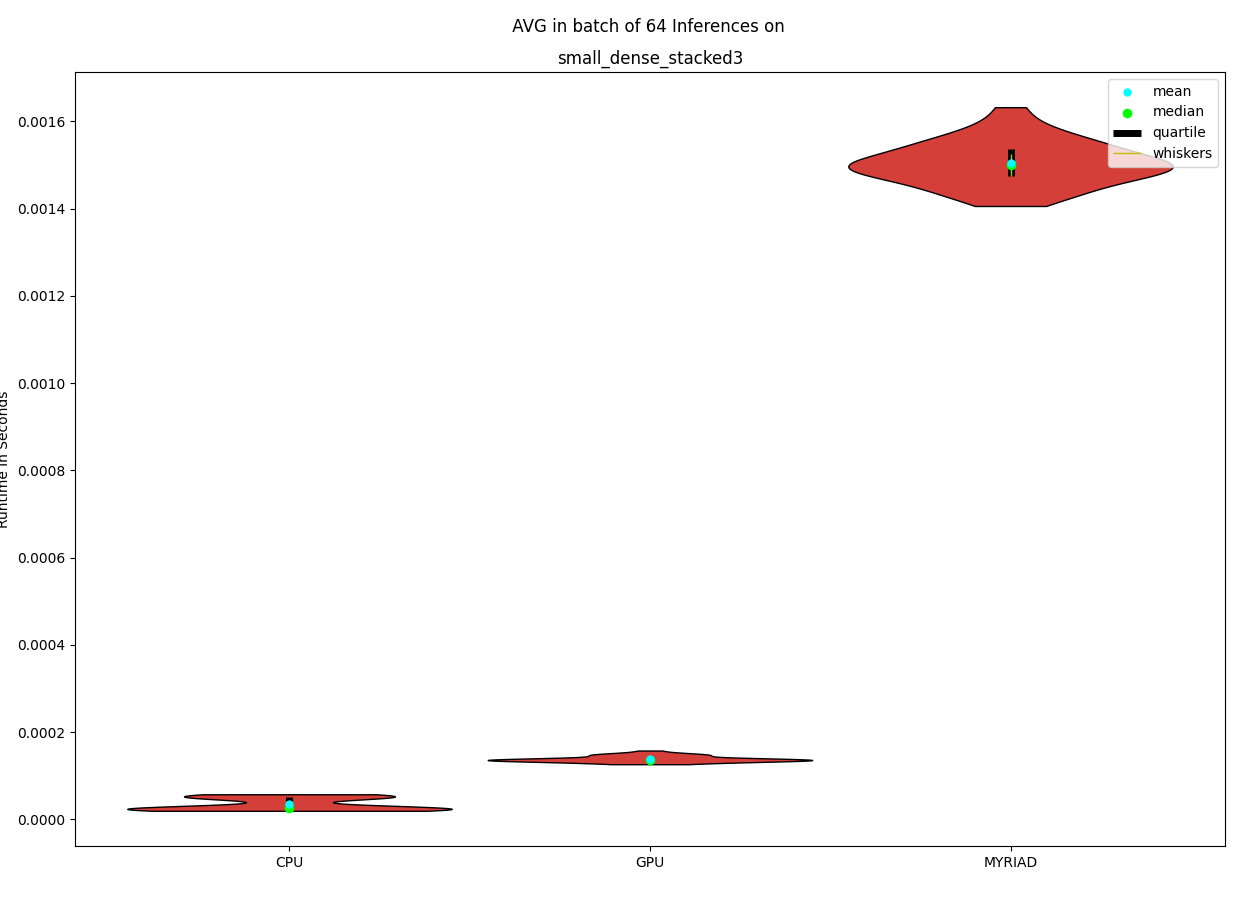 AVG in batch of 64 Inferences on
small_dense_stacked3
mean
median
quartile
whiskers
Runtime in Seconds
0.0016
0.0014
0.0012
0.0010
0.0008
0.0006
0.0004
0.0002
0.0000
CPU
GPU
MYRIAD